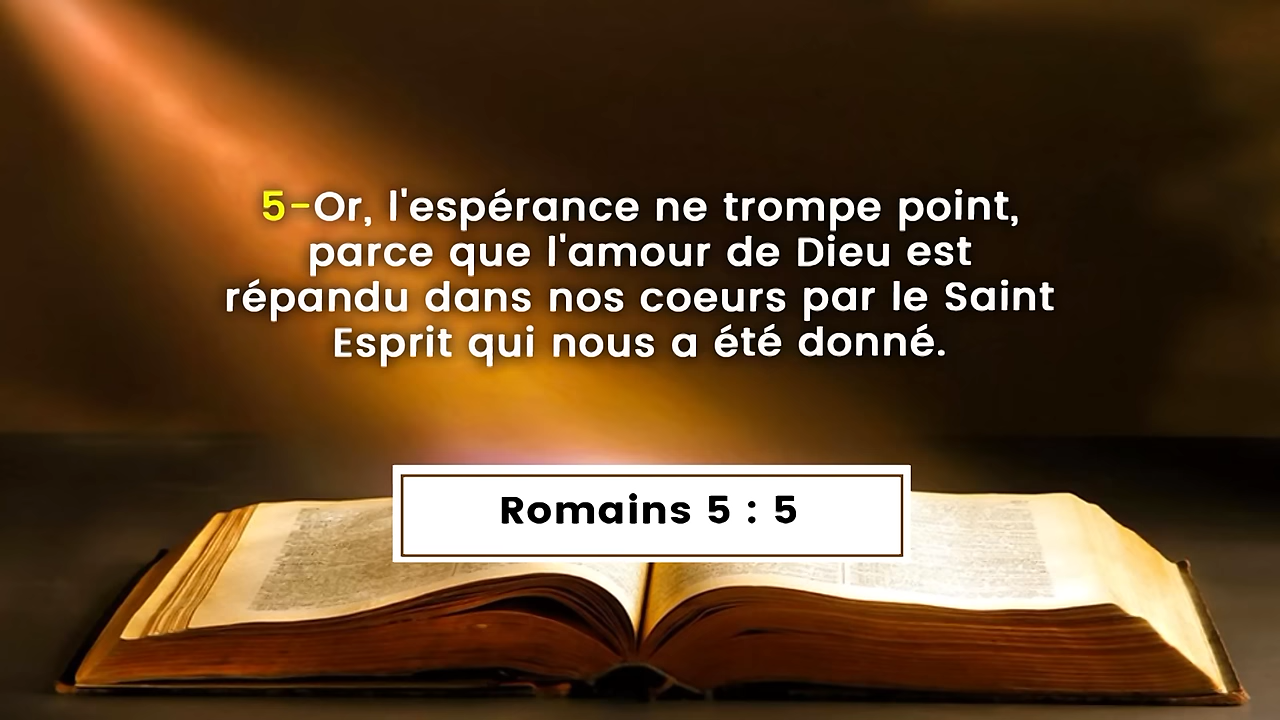 5-Or, l'espérance ne trompe point,
parce que l'amour de Dieu est
répandu dans nos coeurs par le Saint
Esprit qui nous a été donné.
Romains 5 : 5